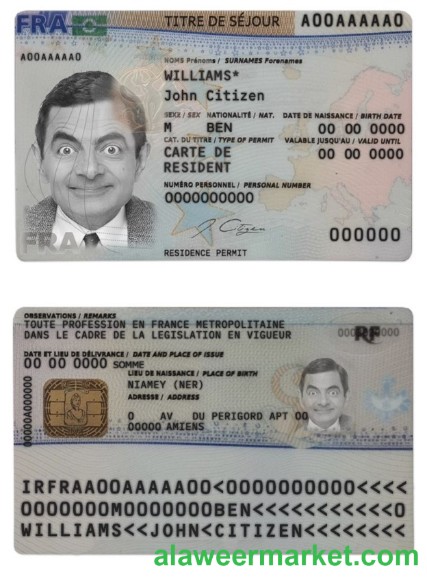 FRA TITRE DE SÉJOUR A00AAAAA0
A00AAAAA0
NOMS Prénoms / SURNAMES Forenames
WILLIAMS*
John Citizen
SEXE / SEX NATIONALITÉ / NAT. DATE DE NAISSANCE / BIRTH DATE
M BEN 00 00 0000
CAT. DU TITRE / TYPE OF PERMIT VALABLE JUSQU'AU / VALID UNTIL
CARTE DE 00 00 0000
RESIDENT
NUMÉRO PERSONNEL / PERSONAL NUMBER
0000000000
J. Citizen
FRA
000000
RESIDENCE PERMIT
OBSERVATIONS / REMARKS
TOUTE PROFESSION EN FRANCE METROPOLITAINE
DANS LE CADRE DE LA LEGISLATION EN VIGUEUR
RF
DATE ET LIEU DE DÉLIVRANCE / DATE AND PLACE OF ISSUE
00 00 0000 SOMME
LIEU DE NAISSANCE / PLACE OF BIRTH
NIAMEY (NER)
ADRESSE / ADDRESS
0 AV DU PERIGORD APT 00
00000 AMIENS
00000A000000
IRFRAA00AAAAA00<0000000000<<<<
0000000M0000000BEN<<<<<<<<<<<0
WILLIAMS<<JOHN<CITIZEN<<<<<<<<
alaweermarket.com